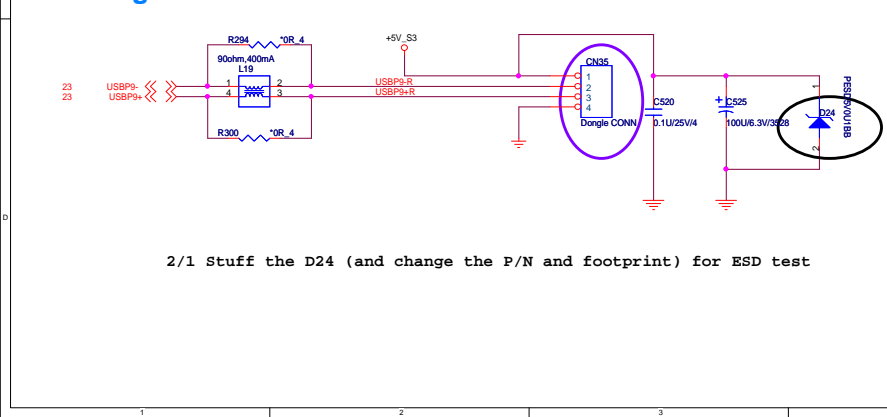 R294
*0R_4
+5V_S3
90ohm,400mA
L19
CN35
23
USBP9-
1
2
USBP9-R
1
23
USBP9+
4
3
USBP9+R
2
3
4
Dongle CONN
R300
*0R_4
C520
0.1U/25V/4
+
C525
100U/6.3V/3528
1
D24
2
PESD5V0U1BB
D
2/1 Stuff the D24 (and change the P/N and footprint) for ESD test
1
2
3